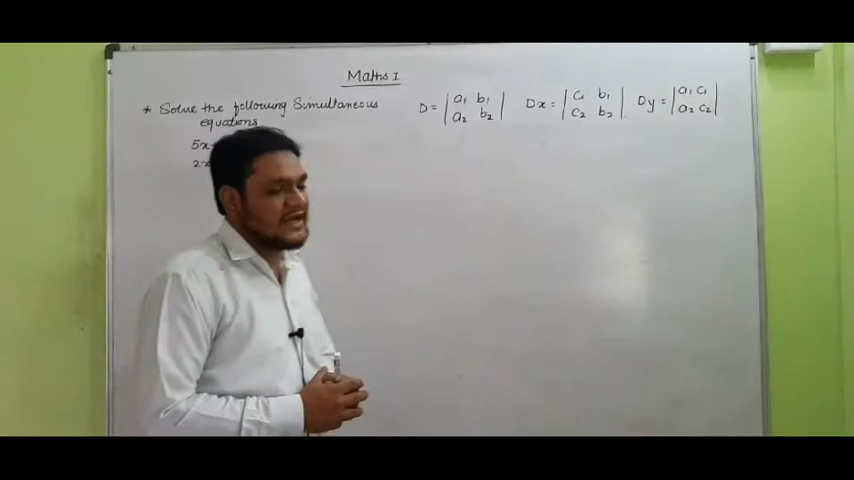 Maths I
* Solve the following Simultaneous
equations
5x
2x
D = | a₁ b₁ |
| a₂ b₂ |
Dx = | c₁ b₁ |
| c₂ b₂ |
Dy = | a₁ c₁ |
| a₂ c₂ |